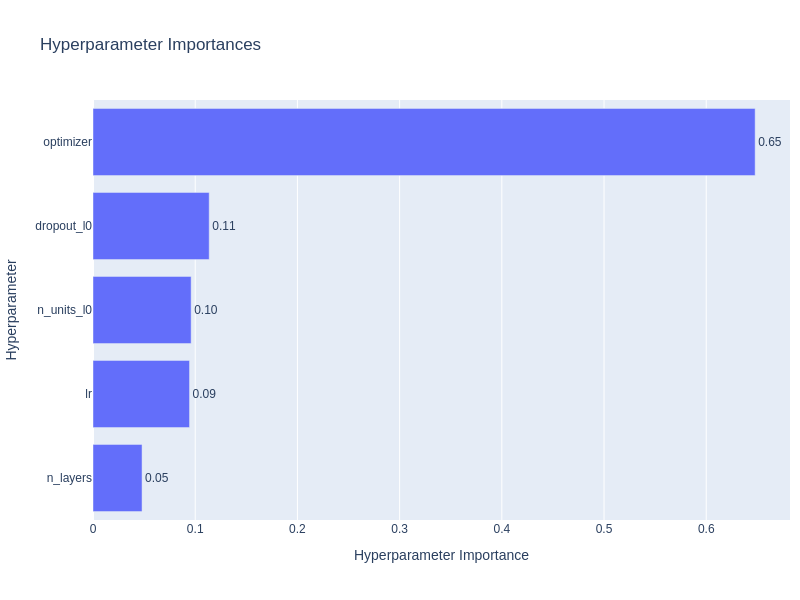 Hyperparameter Importances
optimizer
0.65
dropout_l0
0.11
n_units_l0
0.10
lr
0.09
n_layers
0.05
0
0.1
0.2
0.3
0.4
0.5
0.6
Hyperparameter Importance
Hyperparameter